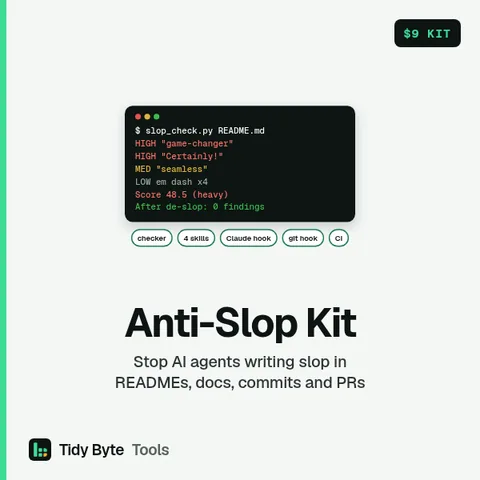 $9 KIT
$ slop_check.py README.md
HIGH "game-changer"
HIGH "Certainly!"
MED "seamless"
LOW em dash x4
Score 48.5 (heavy)
After de-slop: 0 findings
checker 4 skills Claude hook git hook CI
Anti-Slop Kit
Stop AI agents writing slop in
READMEs, docs, commits and PRs
Tidy Byte Tools